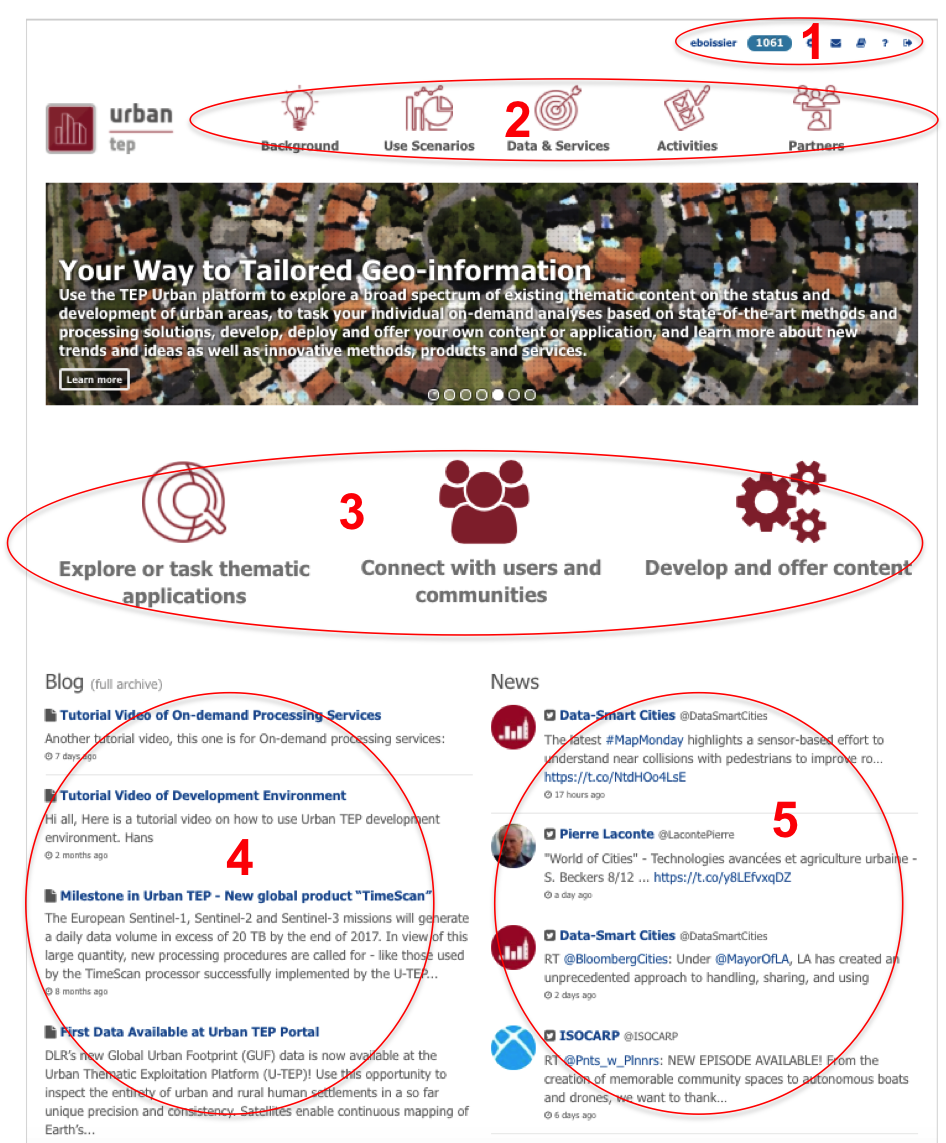 eboissier 1061 1 ?
urban
tep
2
Background Use Scenarios Data & Services Activities Partners
Your Way to Tailored Geo-information
Use the TEP Urban platform to explore a broad spectrum of existing thematic content on the status and
development of urban areas, to task your individual on-demand analyses based on state-of-the-art methods and
processing solutions, develop, deploy and offer your own content or application, and learn more about new
trends and ideas as well as innovative methods, products and services.
Learn more
3
Explore or task thematic
applications
Connect with users and
communities
Develop and offer content
Blog (full archive)
Tutorial Video of On-demand Processing Services
Another tutorial video, this one is for On-demand processing services:
7 days ago
Tutorial Video of Development Environment
Hi all, Here is a tutorial video on how to use Urban TEP development
environment. Hans
2 months ago
4
Milestone in Urban TEP - New global product “TimeScan”
The European Sentinel-1, Sentinel-2 and Sentinel-3 missions will generate
a daily data volume in excess of 20 TB by the end of 2017. In view of this
large quantity, new processing procedures are called for - like those used
by the TimeScan processor successfully implemented by the U-TEP...
8 months ago
First Data Available at Urban TEP Portal
DLR's new Global Urban Footprint (GUF) data is now available at the
Urban Thematic Exploitation Platform (U-TEP)! Use this opportunity to
inspect the entirety of urban and rural human settlements in a so far
unique precision and consistency. Satellites enable continuous mapping of
Earth's...
News
Data-Smart Cities @DataSmartCities
The latest #MapMonday highlights a sensor-based effort to
understand near collisions with pedestrians to improve ro...
https://t.co/NtdHOo4LsE
17 hours ago
5
Pierre Laconte @LacontePierre
"World of Cities" - Technologies avancées et agriculture urbaine -
S. Beckers 8/12 ... https://t.co/y8LEfvxqDZ
a day ago
Data-Smart Cities @DataSmartCities
RT @BloombergCities: Under @MayorOfLA, LA has created an
unprecedented approach to handling, sharing, and using
2 days ago
ISOCARP @ISOCARP
RT @Pnts_w_Plnnrs: NEW EPISODE AVAILABLE! From the
creation of memorable community spaces to autonomous boats
and drones, we want to thank...
6 days ago